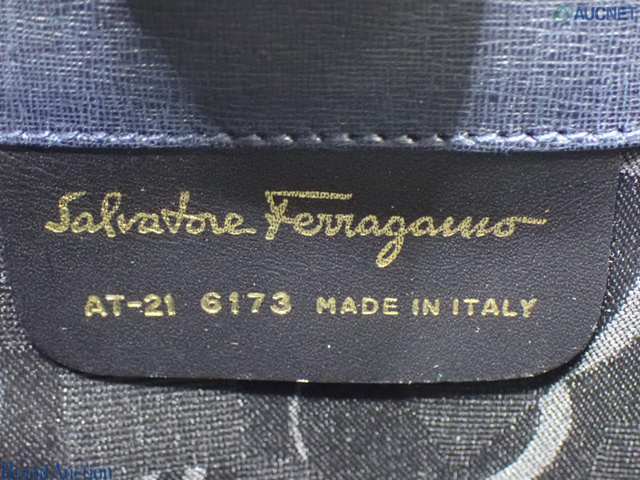 AUCNET
Salvatore Ferragamo
AT-21 6173 MADE IN ITALY
Brand Auction